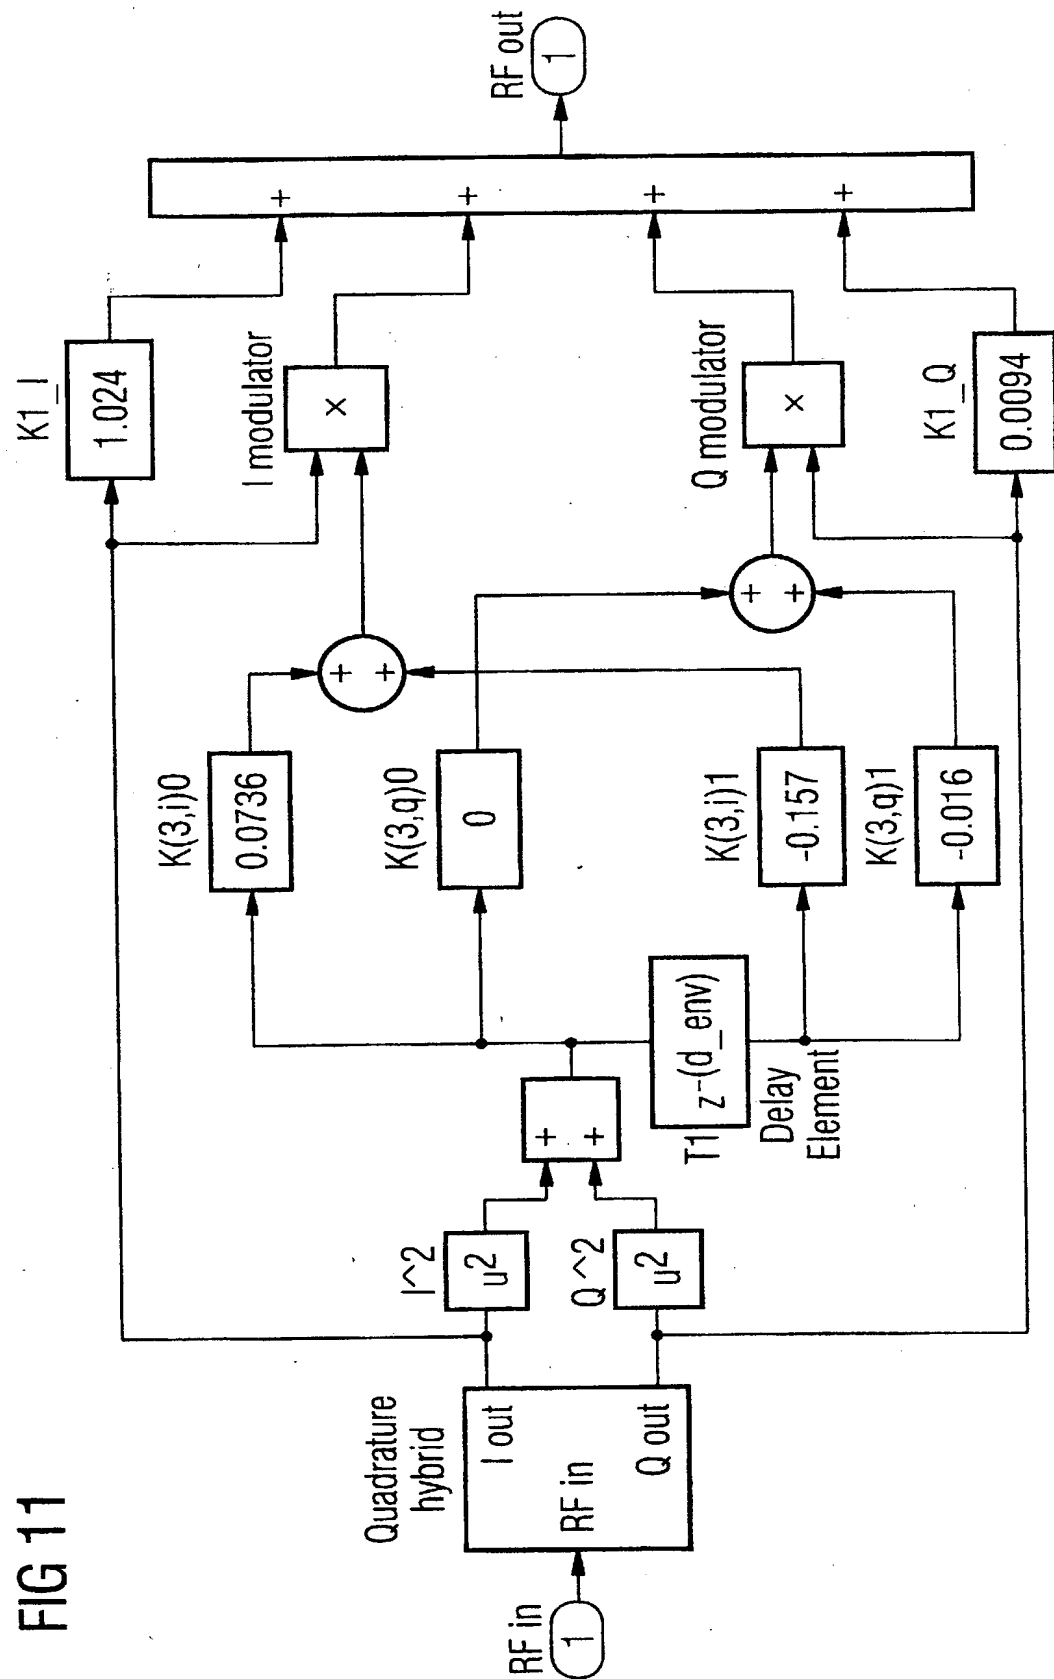 FIG 11
RF in
1
Quadrature
hybrid
RF in
I out
Q out
I^2
u2
Q^2
u2
+
+
T1
z-(d_env)
Delay
Element
K(3,i)0
0.0736
K(3,q)0
0
K(3,i)1
-0.157
K(3,q)1
-0.016
+
+
+
+
K1_I
1.024
I modulator
×
Q modulator
×
K1_Q
0.0094
+
+
+
+
RF out
1